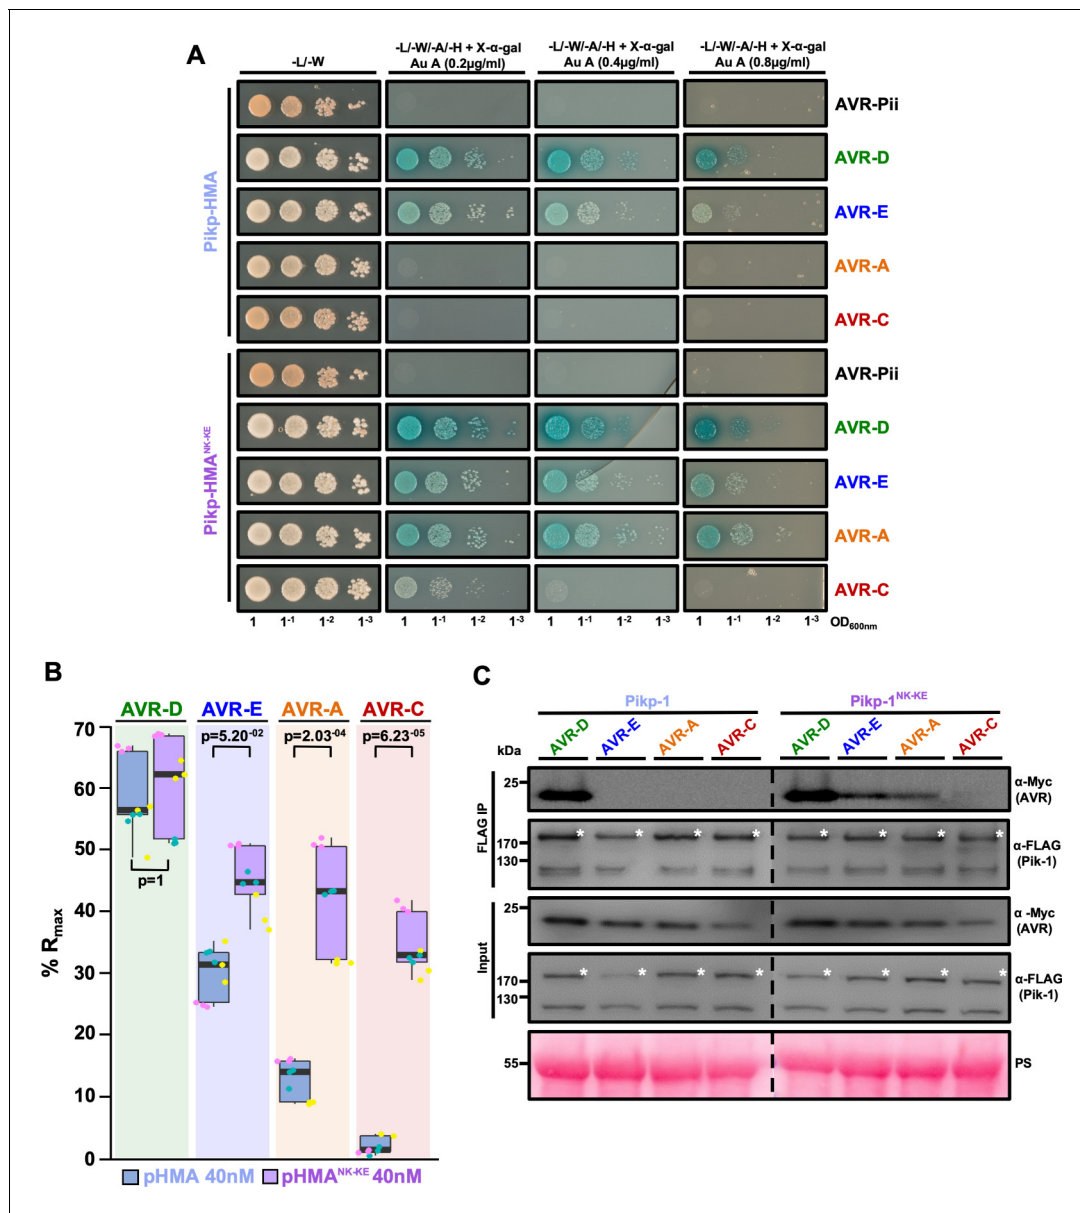 A
-L/-W
-L/-W/-A/-H + X-α-gal
Au A (0.2µg/ml)
-L/-W/-A/-H + X-α-gal
Au A (0.4µg/ml)
-L/-W/-A/-H + X-α-gal
Au A (0.8µg/ml)
Pikp-HMA
AVR-Pii
AVR-D
AVR-E
AVR-A
AVR-C
Pikp-HMA^NK-KE
AVR-Pii
AVR-D
AVR-E
AVR-A
AVR-C
1 1^-1 1^-2 1^-3 1 1^-1 1^-2 1^-3 1 1^-1 1^-2 1^-3 1 1^-1 1^-2 1^-3 OD600nm
B
AVR-D AVR-E AVR-A AVR-C
p=5.20^-02 p=2.03^-04 p=6.23^-05
p=1
% Rmax
70
60
50
40
30
20
10
0
pHMA 40nM pHMA^NK-KE 40nM
C
Pikp-1 Pikp-1^NK-KE
kDa AVR-D AVR-E AVR-A AVR-C AVR-D AVR-E AVR-A AVR-C
FLAG IP
25 α-Myc
(AVR)
170 * * * * * * * * α-FLAG
130 (Pik-1)
Input
25 α -Myc
(AVR)
170 * * * * * * * * α-FLAG
130 (Pik-1)
55 PS